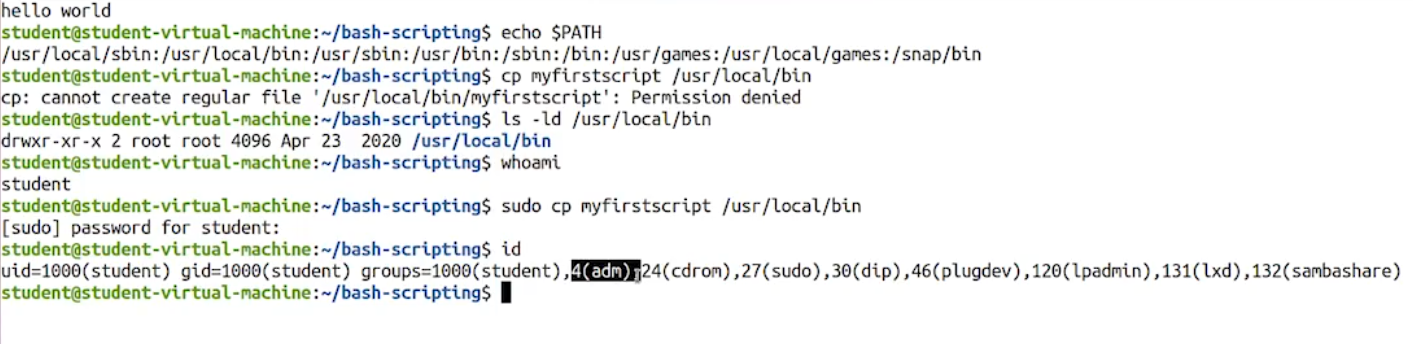 hello world
student@student-virtual-machine:~/bash-scripting$ echo $PATH
/usr/local/sbin:/usr/local/bin:/usr/sbin:/usr/bin:/sbin:/bin:/usr/games:/usr/local/games:/snap/bin
student@student-virtual-machine:~/bash-scripting$ cp myfirstscript /usr/local/bin
cp: cannot create regular file '/usr/local/bin/myfirstscript': Permission denied
student@student-virtual-machine:~/bash-scripting$ ls -ld /usr/local/bin
drwxr-xr-x 2 root root 4096 Apr 23  2020 /usr/local/bin
student@student-virtual-machine:~/bash-scripting$ whoami
student
student@student-virtual-machine:~/bash-scripting$ sudo cp myfirstscript /usr/local/bin
[sudo] password for student:
student@student-virtual-machine:~/bash-scripting$ id
uid=1000(student) gid=1000(student) groups=1000(student),4(adm),24(cdrom),27(sudo),30(dip),46(plugdev),120(lpadmin),131(lxd),132(sambashare)
student@student-virtual-machine:~/bash-scripting$